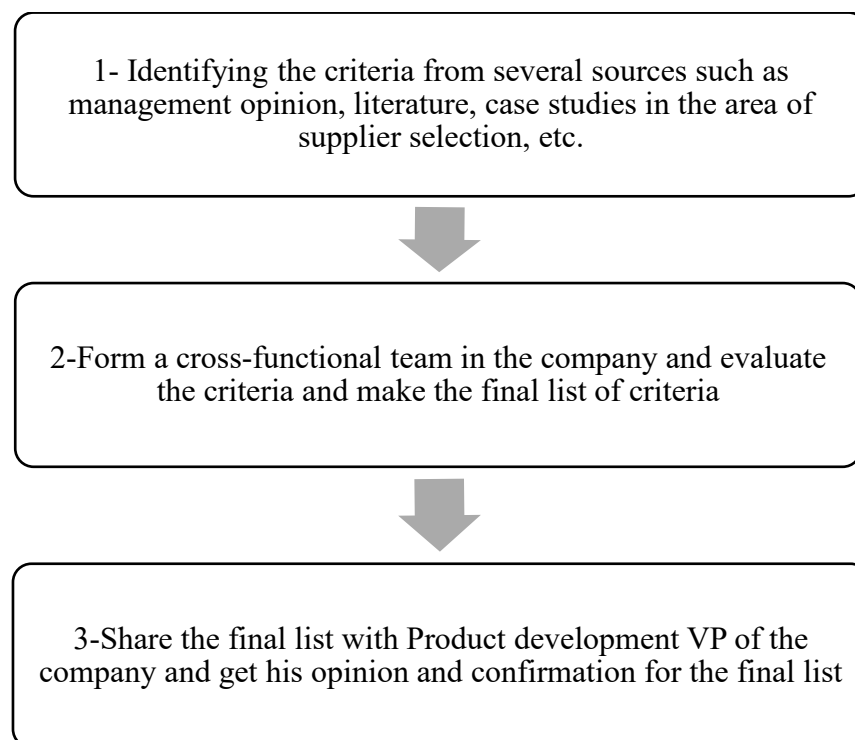 1- Identifying the criteria from several sources such as
management opinion, literature, case studies in the area of
supplier selection, etc.
2-Form a cross-functional team in the company and evaluate
the criteria and make the final list of criteria
3-Share the final list with Product development VP of the
company and get his opinion and confirmation for the final list